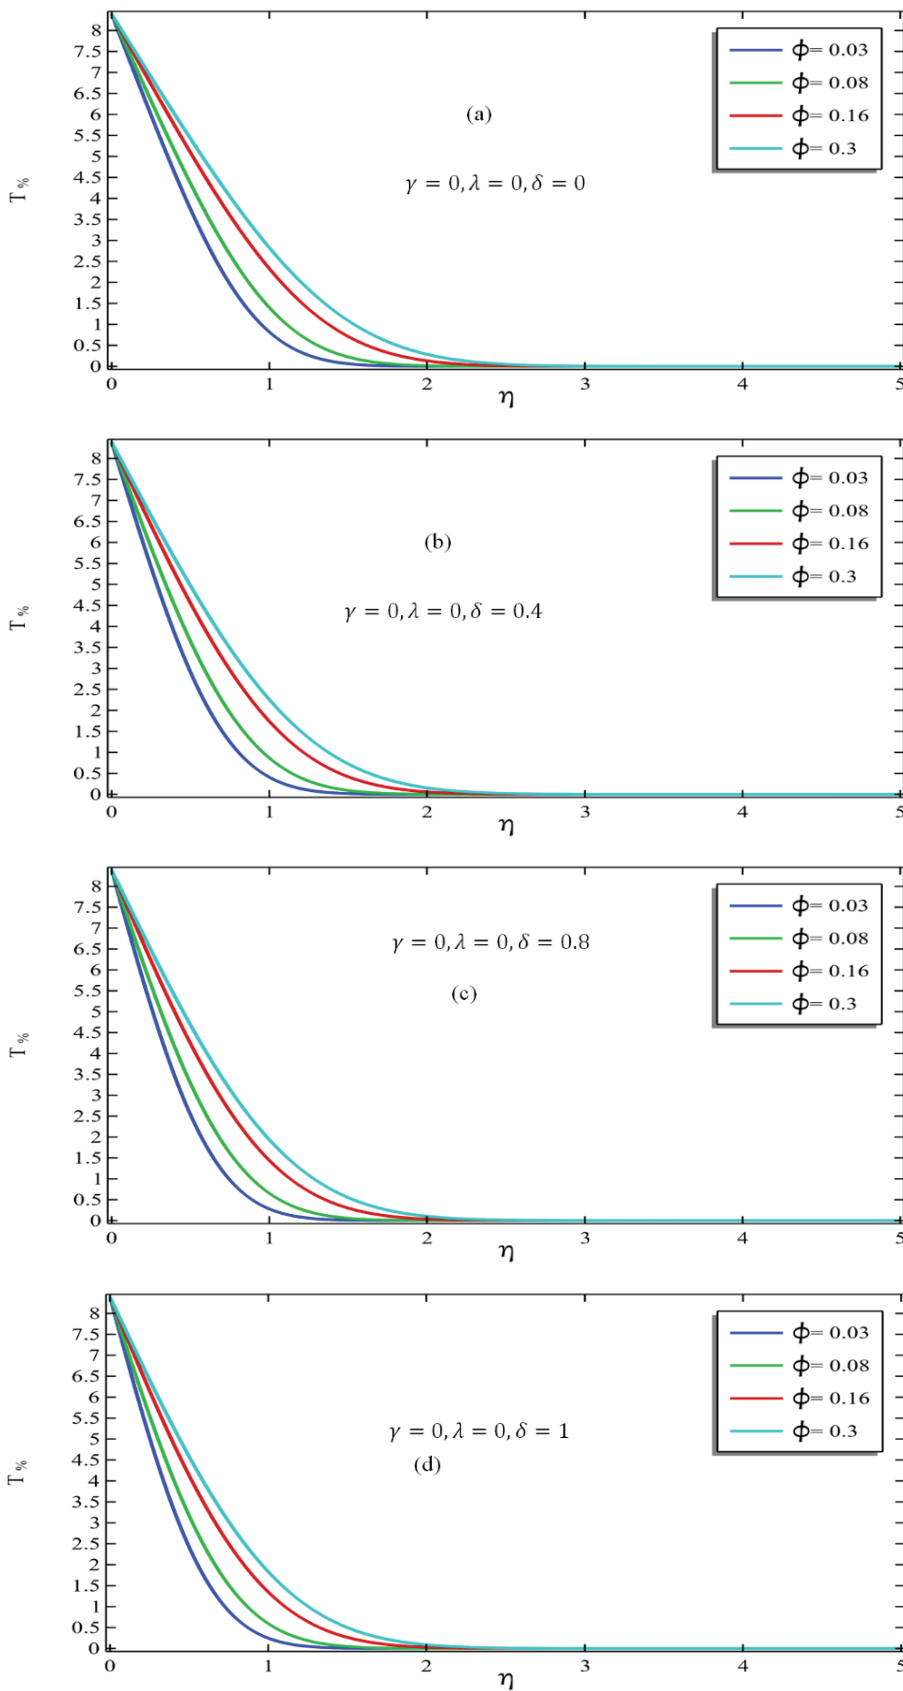 8
7.5
7
6.5
6
5.5
5
4.5
4
3.5
3
2.5
2
1.5
1
0.5
0
T%
ϕ= 0.03
ϕ= 0.08
ϕ= 0.16
ϕ= 0.3
(a)
γ = 0, λ = 0, δ = 0
0 1 2 3 4 5
η
8
7.5
7
6.5
6
5.5
5
4.5
4
3.5
3
2.5
2
1.5
1
0.5
0
T%
ϕ= 0.03
ϕ= 0.08
ϕ= 0.16
ϕ= 0.3
(b)
γ = 0, λ = 0, δ = 0.4
0 1 2 3 4 5
η
8
7.5
7
6.5
6
5.5
5
4.5
4
3.5
3
2.5
2
1.5
1
0.5
0
T%
ϕ= 0.03
ϕ= 0.08
ϕ= 0.16
ϕ= 0.3
γ = 0, λ = 0, δ = 0.8
(c)
0 1 2 3 4 5
η
8
7.5
7
6.5
6
5.5
5
4.5
4
3.5
3
2.5
2
1.5
1
0.5
0
T%
ϕ= 0.03
ϕ= 0.08
ϕ= 0.16
ϕ= 0.3
γ = 0, λ = 0, δ = 1
(d)
0 1 2 3 4 5
η